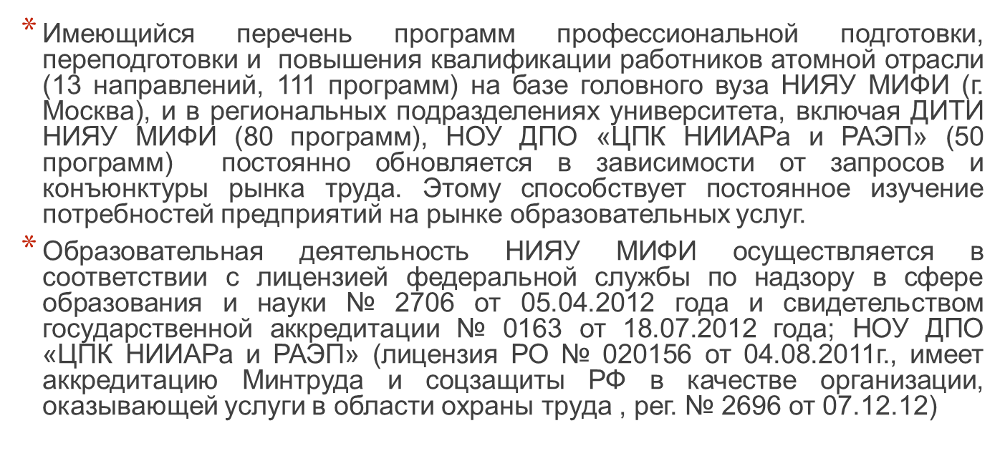 * Имеющийся перечень программ профессиональной подготовки,
переподготовки и повышения квалификации работников атомной отрасли
(13 направлений, 111 программ) на базе головного вуза НИЯУ МИФИ (г.
Москва), и в региональных подразделениях университета, включая ДИТИ
НИЯУ МИФИ (80 программ), НОУ ДПО «ЦПК НИИАРа и РАЭП» (50
программ) постоянно обновляется в зависимости от запросов и
конъюнктуры рынка труда. Этому способствует постоянное изучение
потребностей предприятий на рынке образовательных услуг.
* Образовательная деятельность НИЯУ МИФИ осуществляется в
соответствии с лицензией федеральной службы по надзору в сфере
образования и науки № 2706 от 05.04.2012 года и свидетельством
государственной аккредитации № 0163 от 18.07.2012 года; НОУ ДПО
«ЦПК НИИАРа и РАЭП» (лицензия РО № 020156 от 04.08.2011г., имеет
аккредитацию Минтруда и соцзащиты РФ в качестве организации,
оказывающей услуги в области охраны труда , рег. № 2696 от 07.12.12)